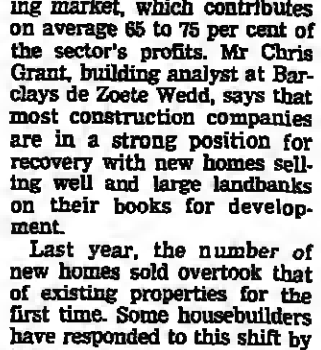 ing market, which contributes
on average 65 to 75 per cent of
the sector's profits. Mr Chris
Grant, building analyst at Bar-
clays de Zoete Wedd, says that
most construction companies
are in a strong position for
recovery with new homes sell-
ing well and large landbanks
on their books for develop-
ment.
Last year, the number of
new homes sold overtook that
of existing properties for the
first time. Some housebuilders
have responded to this shift by